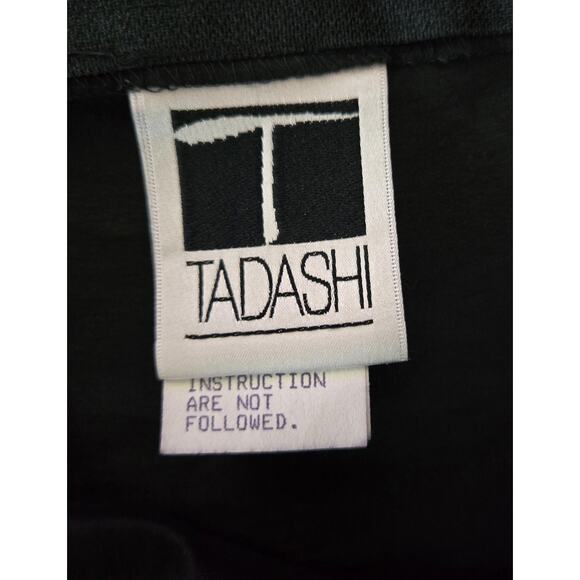 T
TADASHI
INSTRUCTION
ARE NOT
FOLLOWED.